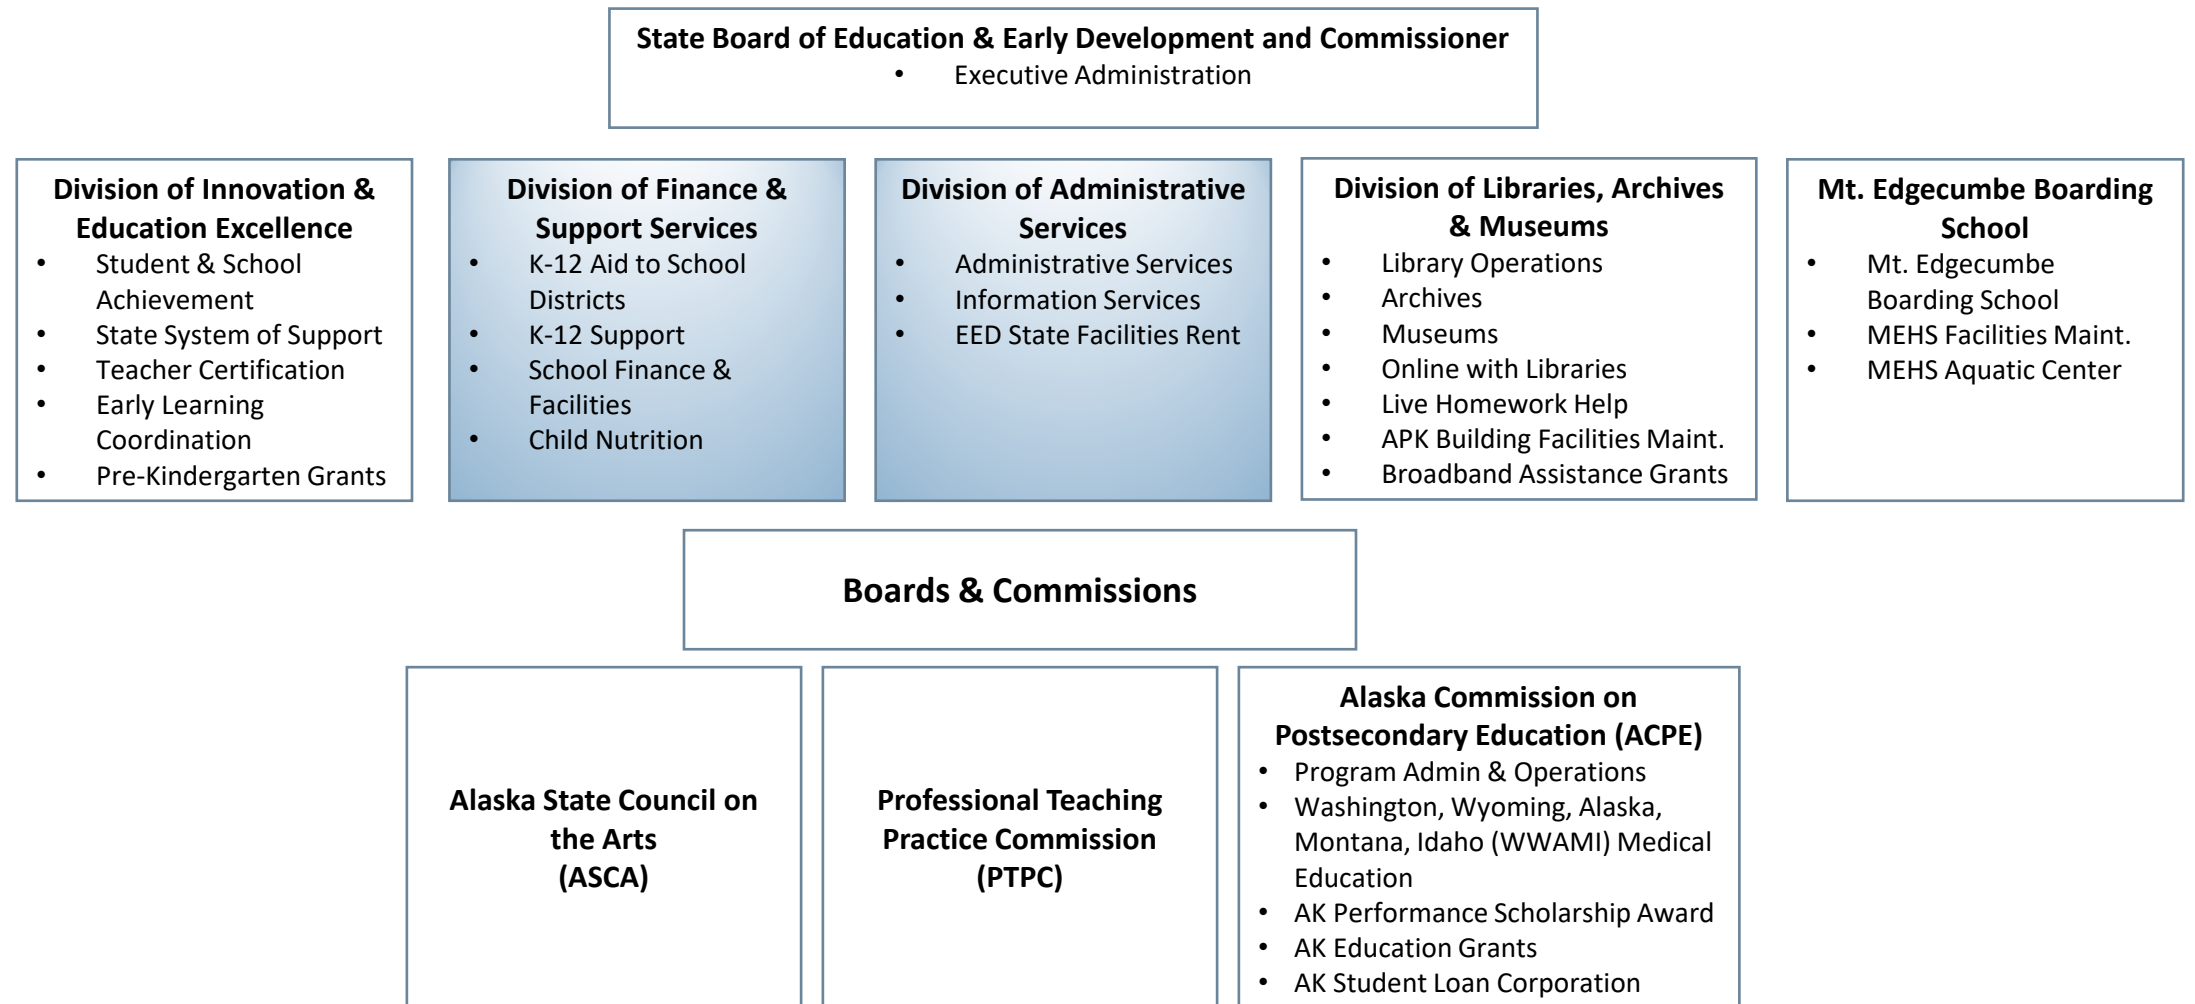 State Board of Education & Early Development and Commissioner
• Executive Administration
Division of Innovation &
Education Excellence
• Student & School
Achievement
• State System of Support
• Teacher Certification
• Early Learning
Coordination
• Pre-Kindergarten Grants
Division of Finance &
Support Services
• K-12 Aid to School
Districts
• K-12 Support
• School Finance &
Facilities
• Child Nutrition
Division of Administrative
Services
• Administrative Services
• Information Services
• EED State Facilities Rent
Division of Libraries, Archives
& Museums
• Library Operations
• Archives
• Museums
• Online with Libraries
• Live Homework Help
• APK Building Facilities Maint.
• Broadband Assistance Grants
Mt. Edgecumbe Boarding
School
• Mt. Edgecumbe
Boarding School
• MEHS Facilities Maint.
• MEHS Aquatic Center
Boards & Commissions
Alaska State Council on
the Arts
(ASCA)
Professional Teaching
Practice Commission
(PTPC)
Alaska Commission on
Postsecondary Education (ACPE)
• Program Admin & Operations
• Washington, Wyoming, Alaska,
Montana, Idaho (WWAMI) Medical
Education
• AK Performance Scholarship Award
• AK Education Grants
• AK Student Loan Corporation